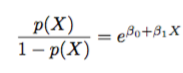 p(X) / (1 − p(X)) = e^{β₀+β₁X}